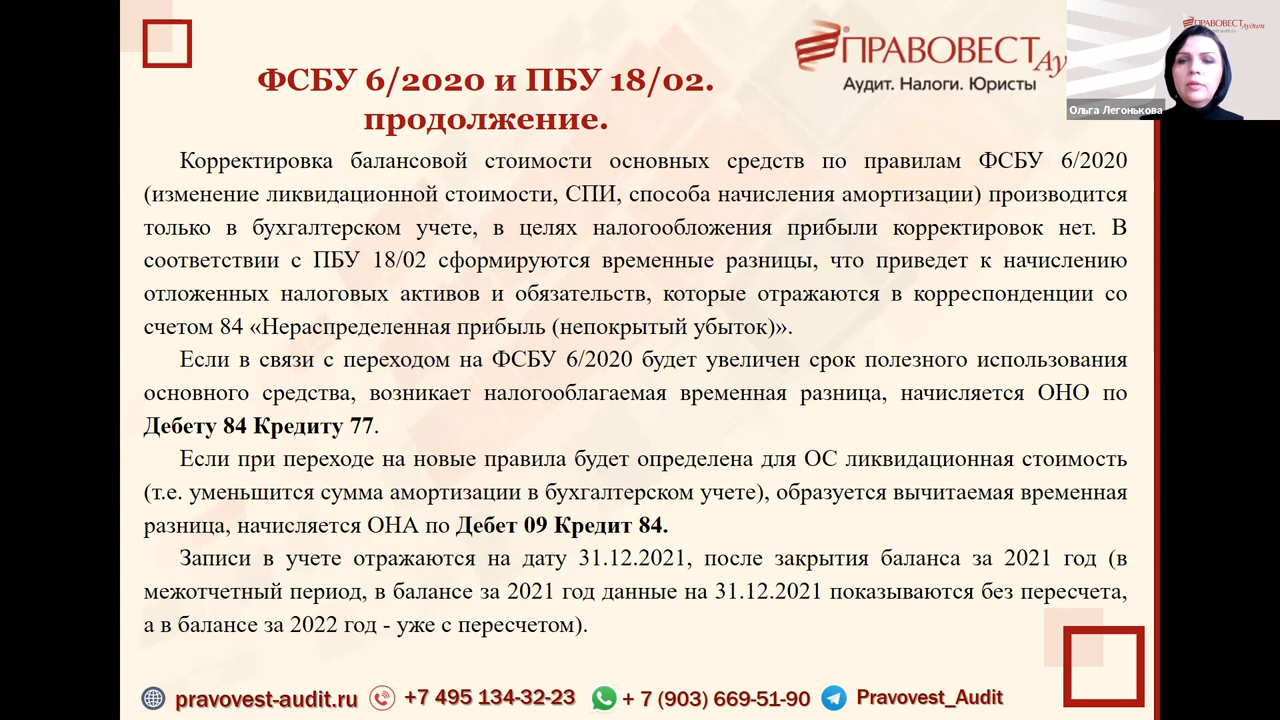 ПРАВОВЕСТ Ау
Аудит. Налоги. Юристы
ПРАВОВЕСТ Аудит
Ольга Легонькова
ФСБУ 6/2020 и ПБУ 18/02.
продолжение.
Корректировка балансовой стоимости основных средств по правилам ФСБУ 6/2020
(изменение ликвидационной стоимости, СПИ, способа начисления амортизации) производится
только в бухгалтерском учете, в целях налогообложения прибыли корректировок нет. В
соответствии с ПБУ 18/02 сформируются временные разницы, что приведет к начислению
отложенных налоговых активов и обязательств, которые отражаются в корреспонденции со
счетом 84 «Нераспределенная прибыль (непокрытый убыток)».
Если в связи с переходом на ФСБУ 6/2020 будет увеличен срок полезного использования
основного средства, возникает налогооблагаемая временная разница, начисляется ОНО по
Дебету 84 Кредиту 77.
Если при переходе на новые правила будет определена для ОС ликвидационная стоимость
(т.е. уменьшится сумма амортизации в бухгалтерском учете), образуется вычитаемая временная
разница, начисляется ОНА по Дебет 09 Кредит 84.
Записи в учете отражаются на дату 31.12.2021, после закрытия баланса за 2021 год (в
межотчетный период, в балансе за 2021 год данные на 31.12.2021 показываются без пересчета,
а в балансе за 2022 год - уже с пересчетом).
pravovest-audit.ru +7 495 134-32-23 + 7 (903) 669-51-90 Pravovest_Audit